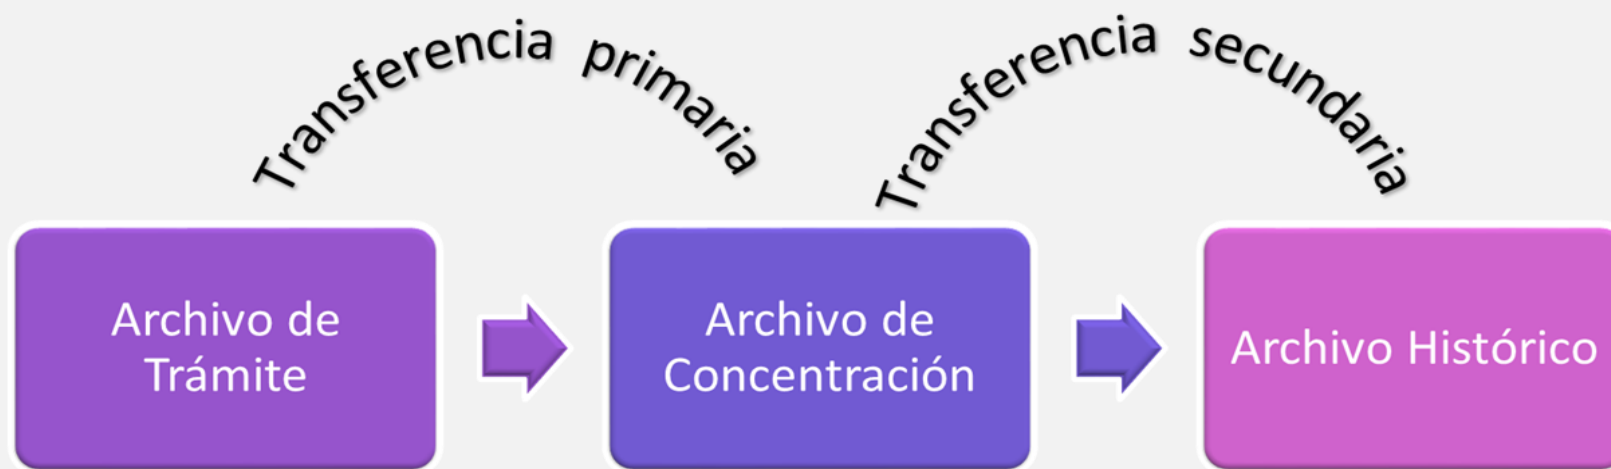 Transferencia primaria
Transferencia secundaria
Archivo de
Trámite
Archivo de
Concentración
Archivo Histórico